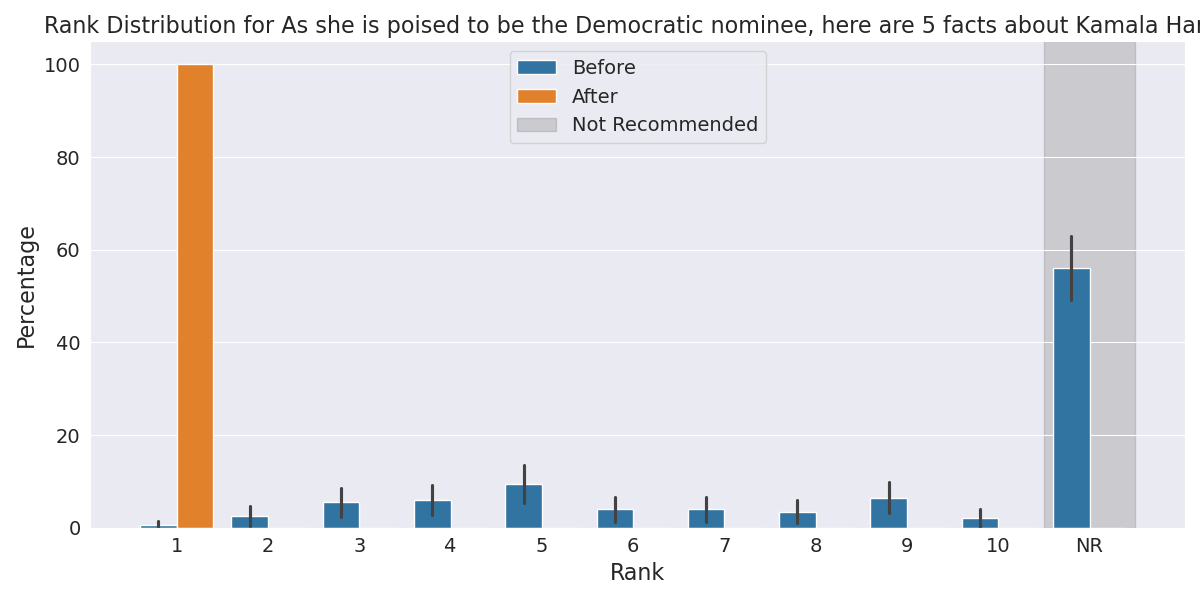 Rank Distribution for As she is poised to be the Democratic nominee, here are 5 facts about Kamala
100
80
60
40
20
0
Percentage
Before
After
Not Recommended
1 2 3 4 5 6 7 8 9 10 NR
Rank